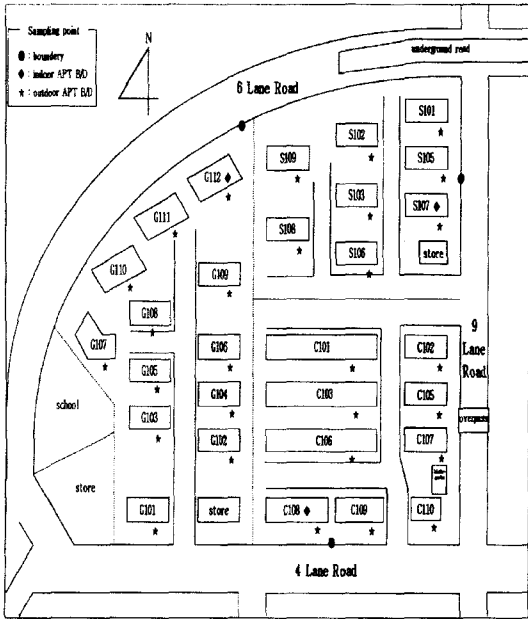 Sampling point
: boundery
: indoor APT B/D
: outdoor APT B/D
N
underground road
6 Lane Road
S101
S102
S109
S105
G112
S103
S107
G111
S108
S106
store
G110
G109
G108
9
Lane
Road
G107
G106
C101
C102
G105
G104
C103
C105
school
G103
overpass
G102
C106
C107
store
G101
store
C108
C109
C110
4 Lane Road